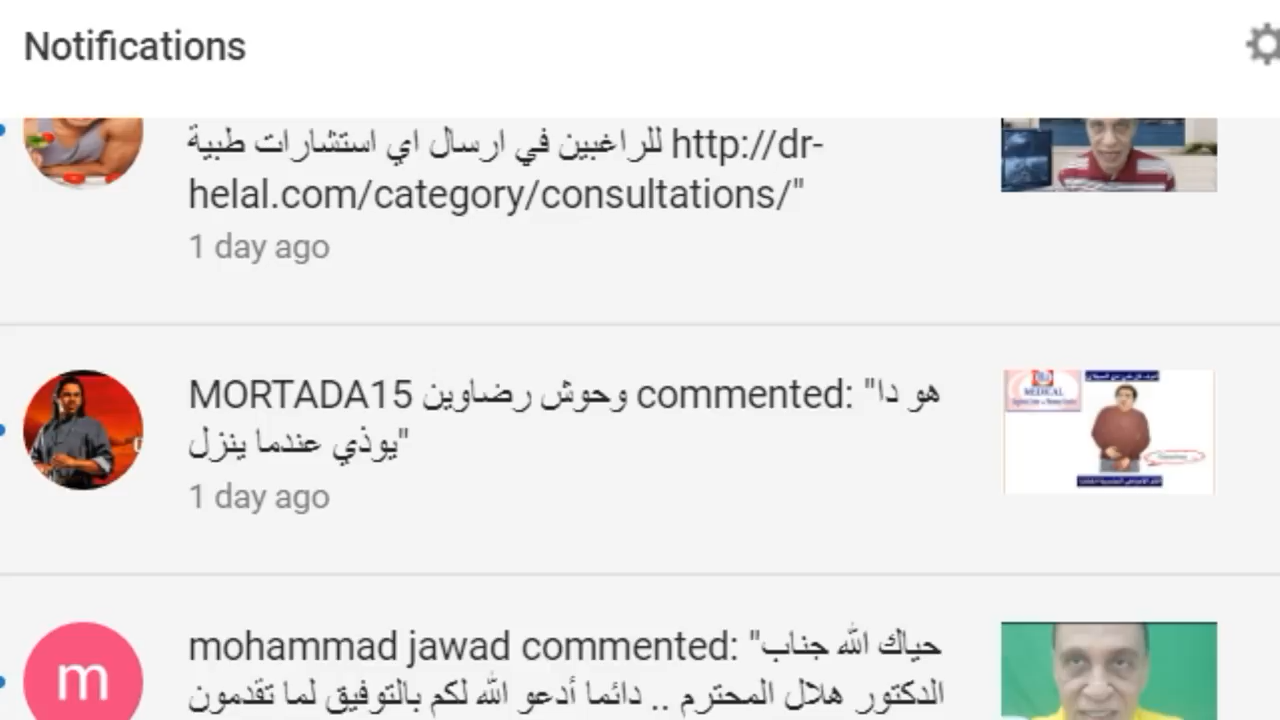 Notifications
للراغبين في ارسال اي استشارات طبية http://dr-
helal.com/category/consultations/"
1 day ago
MORTADA15 وحوش رضاوين commented: "هو دا
يوذي عندما ينزل"
1 day ago
MEDICAL
m
mohammad jawad commented: "حياك الله جناب
الدكتور هلال المحترم .. دائما أدعو الله لكم بالتوفيق لما تقدمون